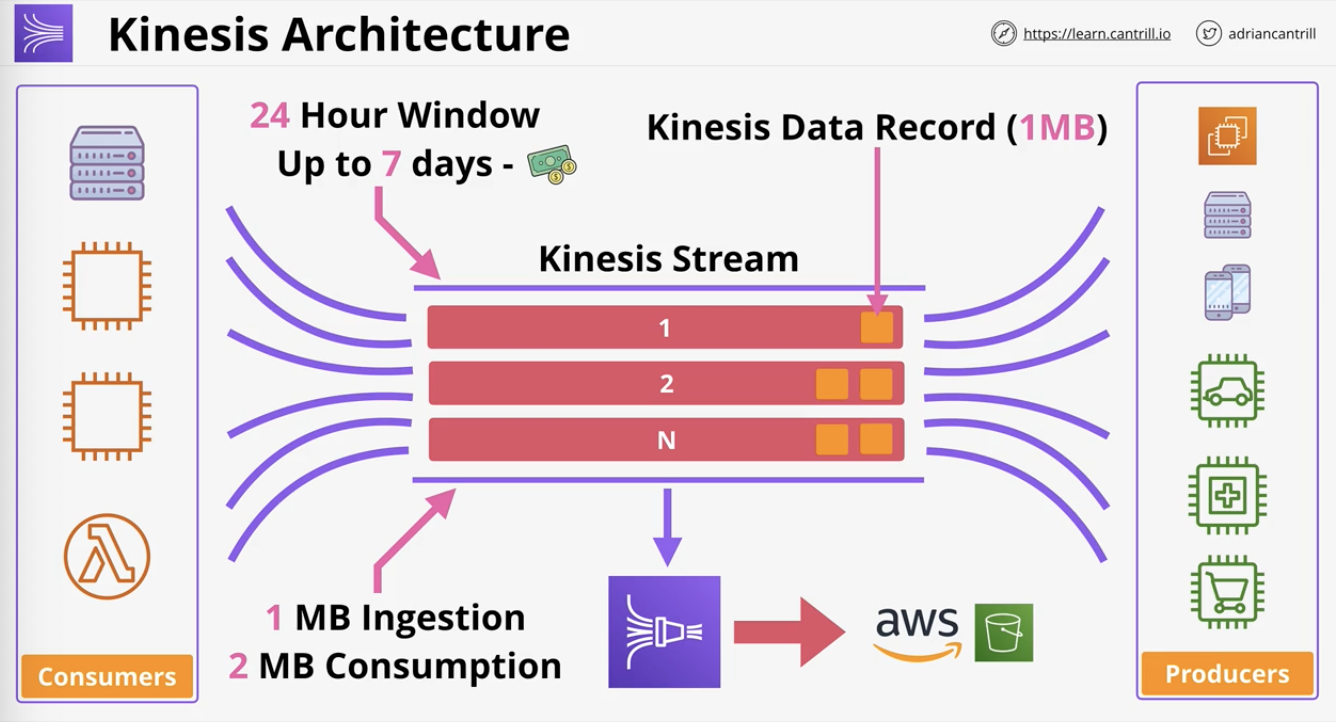 Kinesis Architecture
https://learn.cantrill.io
adriancantrill
24 Hour Window
Up to 7 days -
Kinesis Data Record (1MB)
Kinesis Stream
1
2
N
1 MB Ingestion
2 MB Consumption
aws
Consumers
Producers